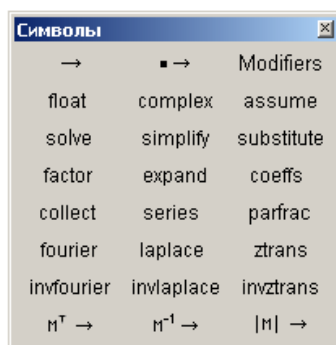 Символы
→ ▪ → Modifiers
float complex assume
solve simplify substitute
factor expand coeffs
collect series parfrac
fourier laplace ztrans
invfourier invlaplace invztrans
Mᵀ → M⁻¹ → |M| →